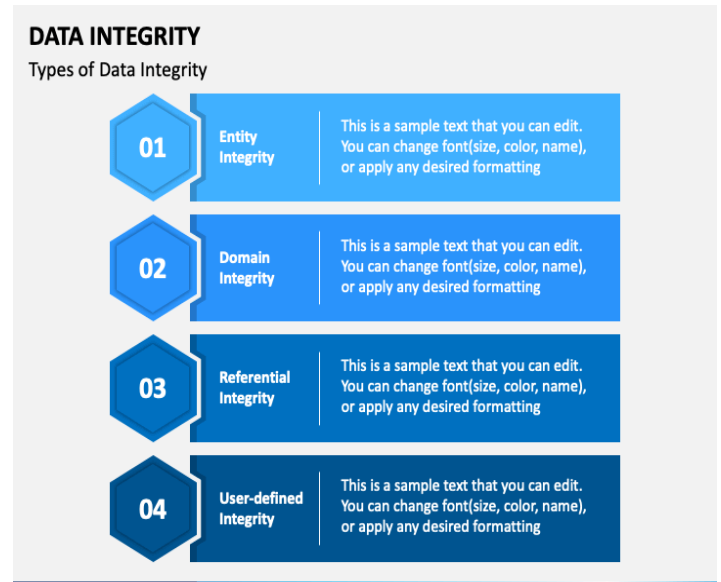 DATA INTEGRITY
Types of Data Integrity
01
Entity
Integrity
This is a sample text that you can edit.
You can change font(size, color, name),
or apply any desired formatting
02
Domain
Integrity
This is a sample text that you can edit.
You can change font(size, color, name),
or apply any desired formatting
03
Referential
Integrity
This is a sample text that you can edit.
You can change font(size, color, name),
or apply any desired formatting
04
User-defined
Integrity
This is a sample text that you can edit.
You can change font(size, color, name),
or apply any desired formatting